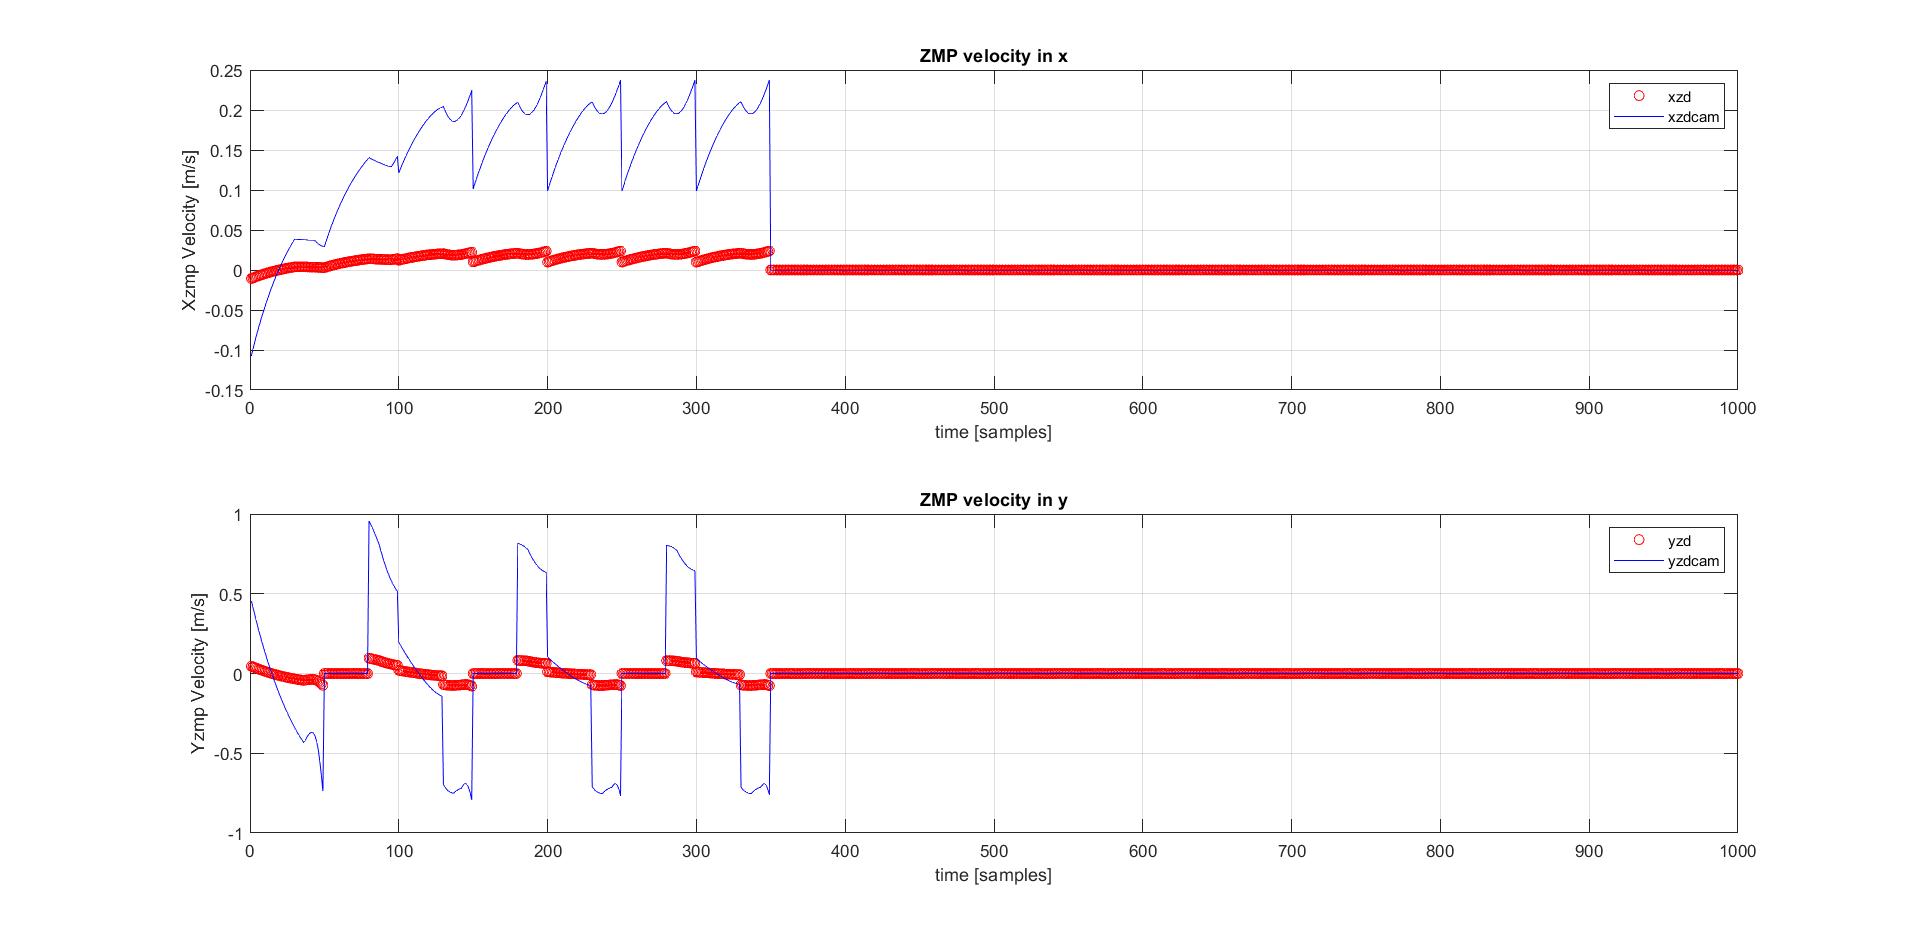 ZMP velocity in x
0.25
0.2
0.15
0.1
0.05
0
-0.05
-0.1
-0.15
Xzmp Velocity [m/s]
xzd
xzdcam
0 100 200 300 400 500 600 700 800 900 1000
time [samples]
ZMP velocity in y
1
0.5
0
-0.5
-1
Yzmp Velocity [m/s]
yzd
yzdcam
0 100 200 300 400 500 600 700 800 900 1000
time [samples]